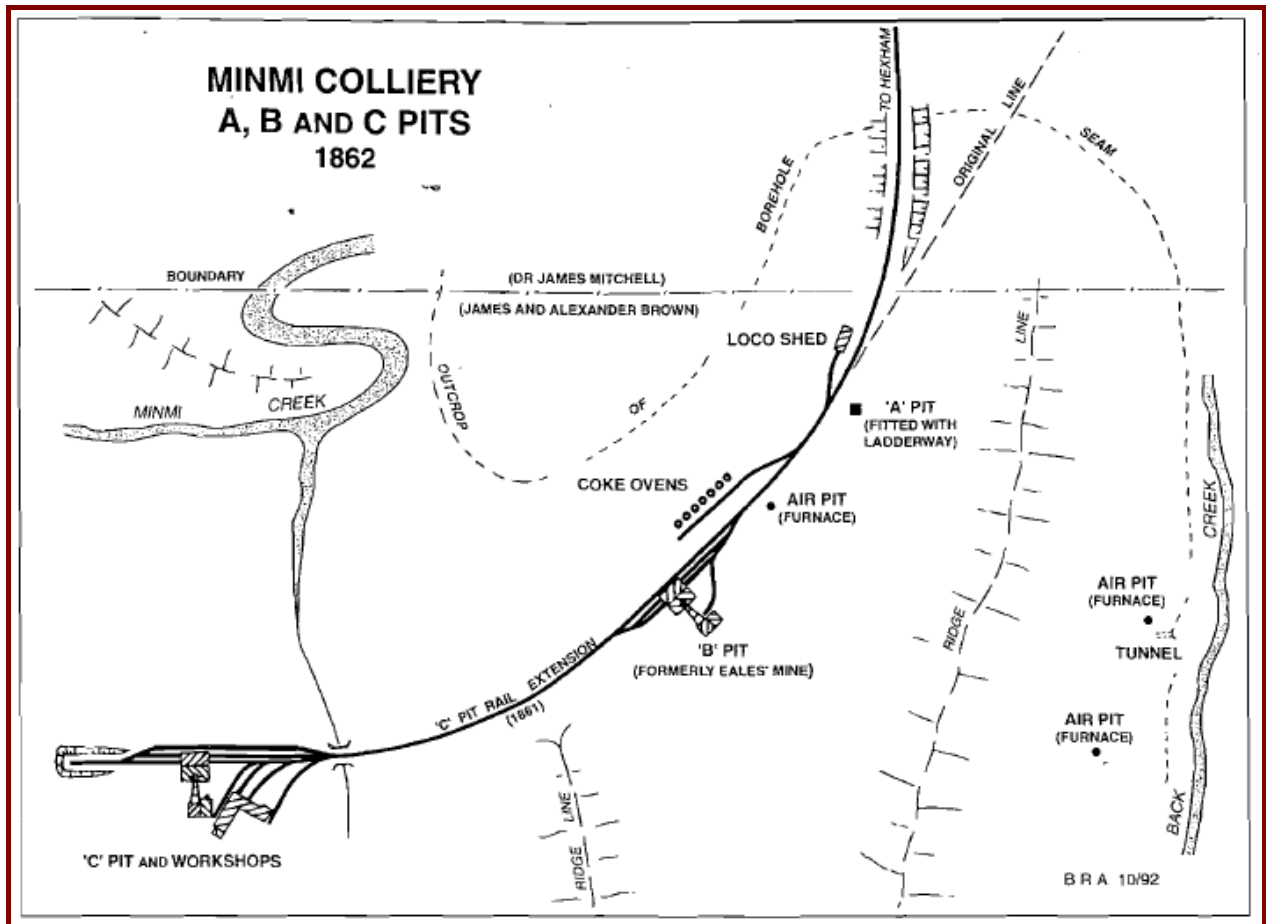 MINMI COLLIERY
A, B AND C PITS
1862
TO HEXHAM
ORIGINAL LINE
SEAM
BOREHOLE
OF
OUTCROP
BOUNDARY
(DR JAMES MITCHELL)
(JAMES AND ALEXANDER BROWN)
LOCO SHED
MINMI CREEK
'A' PIT
(FITTED WITH
LADDERWAY)
COKE OVENS
AIR PIT
(FURNACE)
RIDGE LINE
BACK CREEK
AIR PIT
(FURNACE)
TUNNEL
'B' PIT
(FORMERLY EALES' MINE)
'C' PIT RAIL EXTENSION
(1861)
AIR PIT
(FURNACE)
RIDGE LINE
'C' PIT AND WORKSHOPS
B R A 10/92